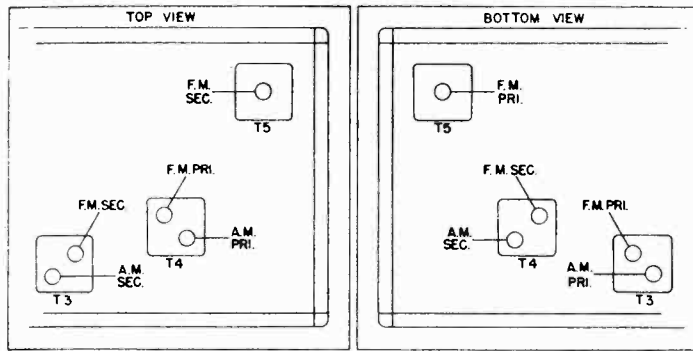 TOP VIEW
F.M.
SEC.
T5
F.M. PRI.
F.M. SEC.
A.M.
PRI.
T4
A.M.
SEC.
T3
BOTTOM VIEW
F.M.
PRI.
T5
F.M. SEC.
F.M. PRI.
A.M.
SEC.
T4
A.M.
PRI.
T3